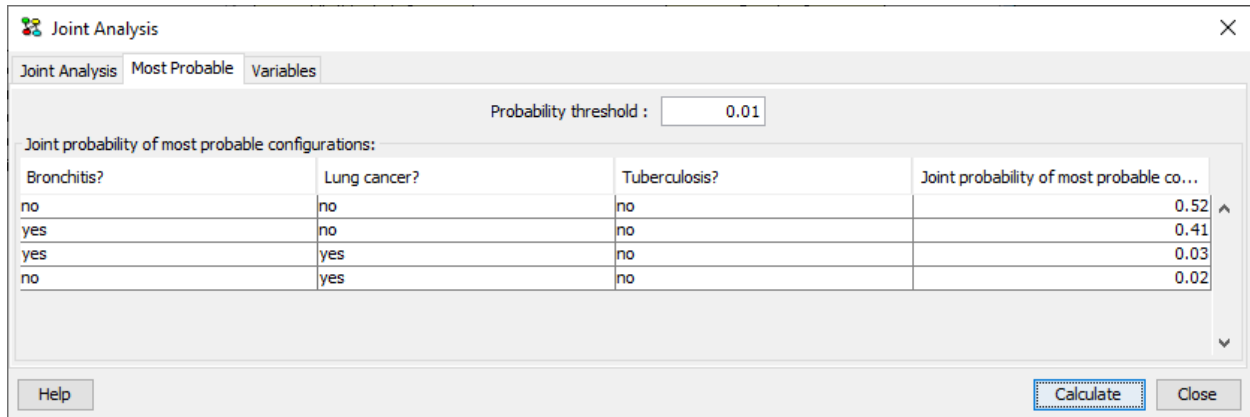 Joint Analysis
Joint Analysis Most Probable Variables
Probability threshold : 0.01
Joint probability of most probable configurations:
Bronchitis? Lung cancer? Tuberculosis? Joint probability of most probable co...
no no no 0.52
yes no no 0.41
yes yes no 0.03
no yes no 0.02
Help Calculate Close